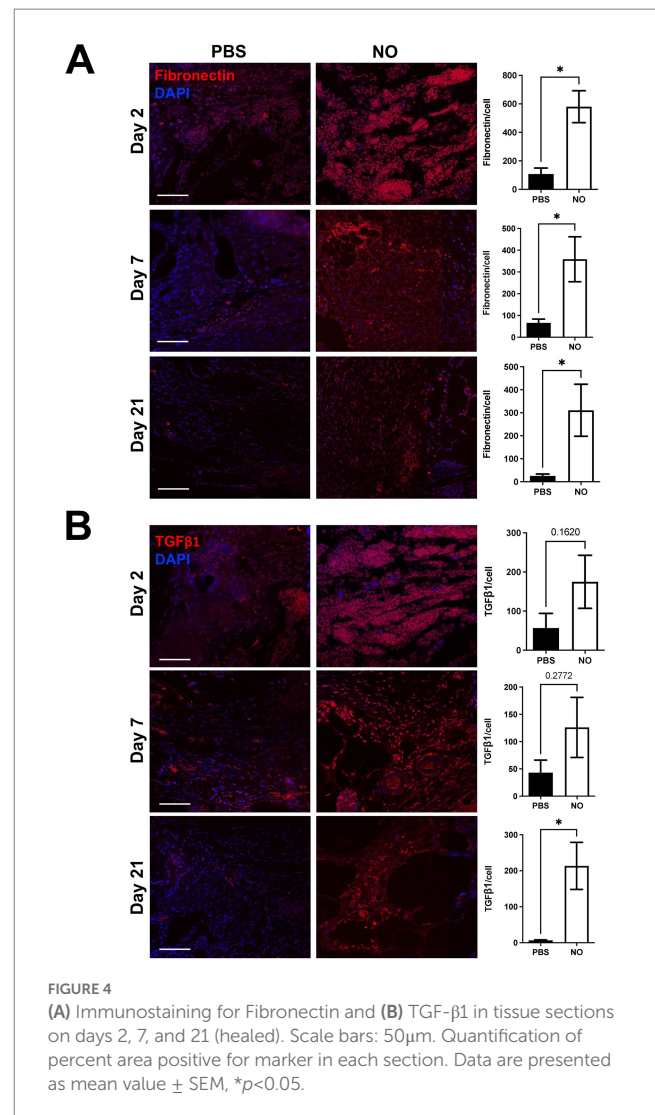 PBS NO
A
Fibronectin
DAPI
Day 2
800
600
400
200
0
Fibronectin/cell
*
PBS NO
Day 7
500
400
300
200
100
0
Fibronectin/cell
*
PBS NO
Day 21
500
400
300
200
100
0
Fibronectin/cell
*
PBS NO
B
TGFβ1
DAPI
Day 2
300
200
100
0
TGFβ1/cell
0.1620
PBS NO
Day 7
200
150
100
50
0
TGFβ1/cell
0.2772
PBS NO
Day 21
300
200
100
0
TGFβ1/cell
*
PBS NO
FIGURE 4
(A) Immunostaining for Fibronectin and (B) TGF-β1 in tissue sections
on days 2, 7, and 21 (healed). Scale bars: 50μm. Quantification of
percent area positive for marker in each section. Data are presented
as mean value ± SEM, *p<0.05.